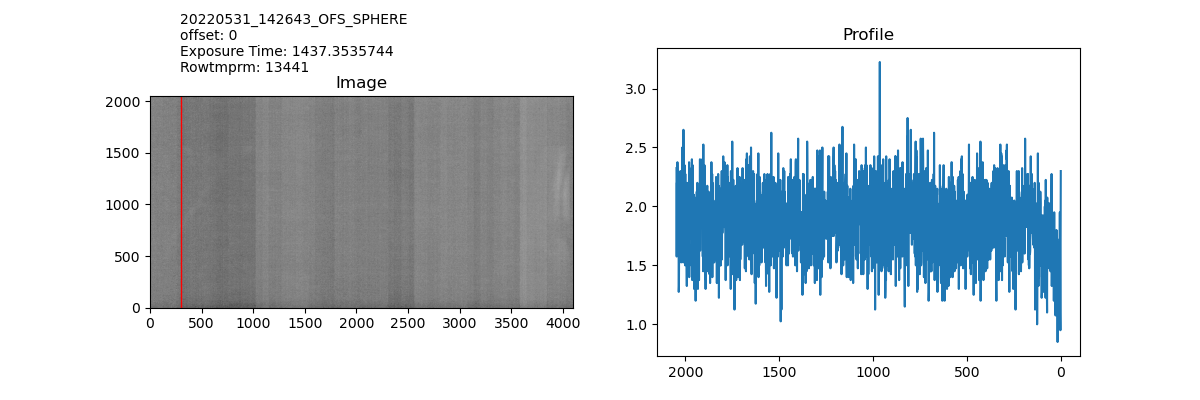 20220531_142643_OFS_SPHERE
offset: 0
Exposure Time: 1437.3535744
Rowtmprm: 13441
Image
2000
1500
1000
500
0
0 500 1000 1500 2000 2500 3000 3500 4000
Profile
3.0
2.5
2.0
1.5
1.0
2000 1500 1000 500 0